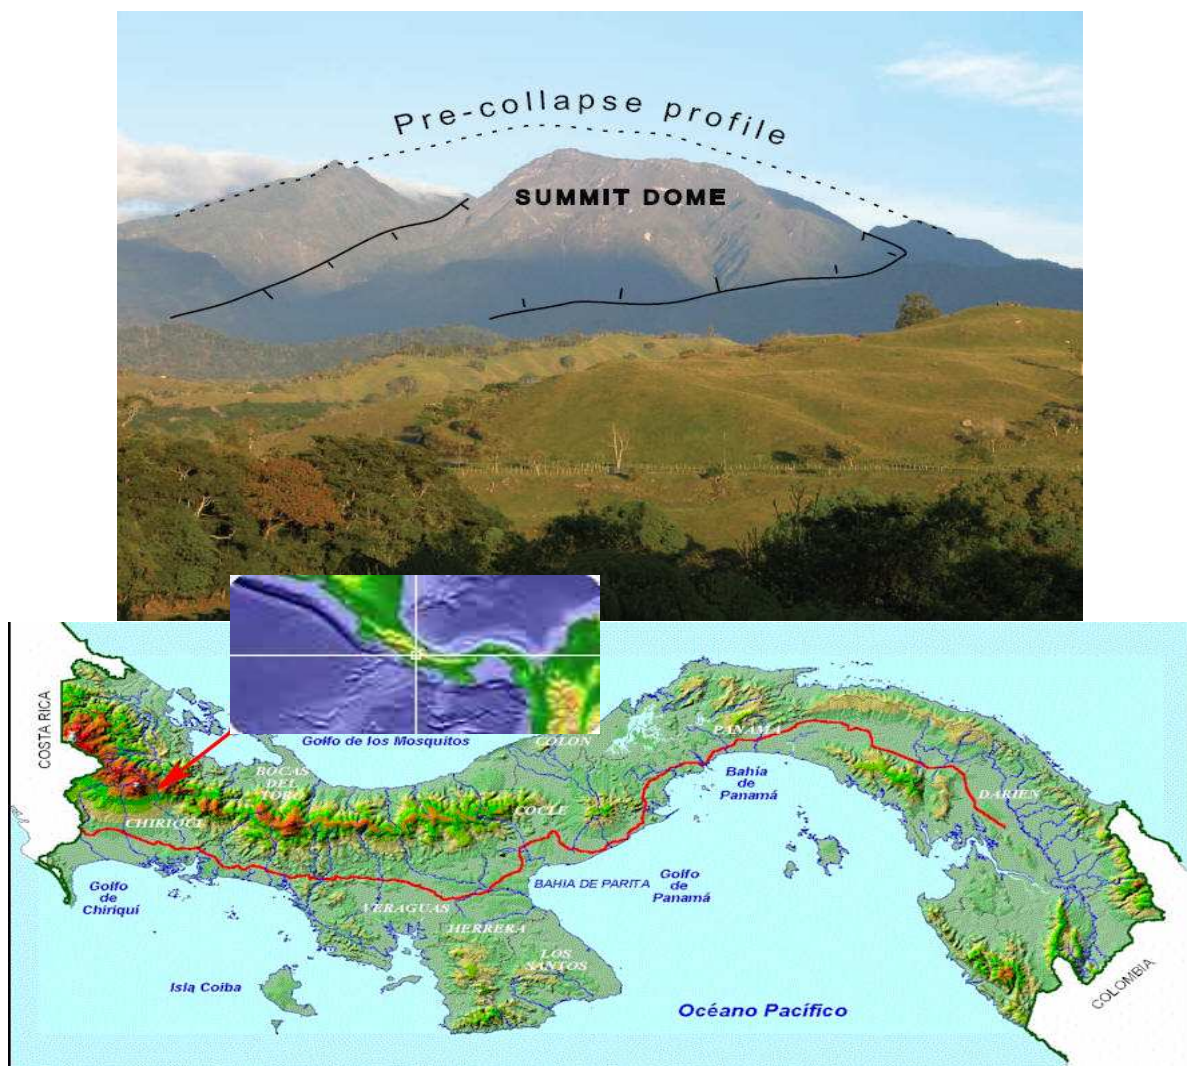 Pre-collapse profile
SUMMIT DOME
COSTA RICA
Golfo de los Mosquitos
COLON
PANAMA
BOCAS
DEL
TORO
Bahía
de
Panamá
DARIEN
CHIRIQUI
COCLE
Golfo
de
Chiriquí
BAHIA DE PARITA
Golfo
de
Panamá
VERAGUAS
HERRERA
LOS
SANTOS
Isla Coiba
COLOMBIA
Océano Pacífico